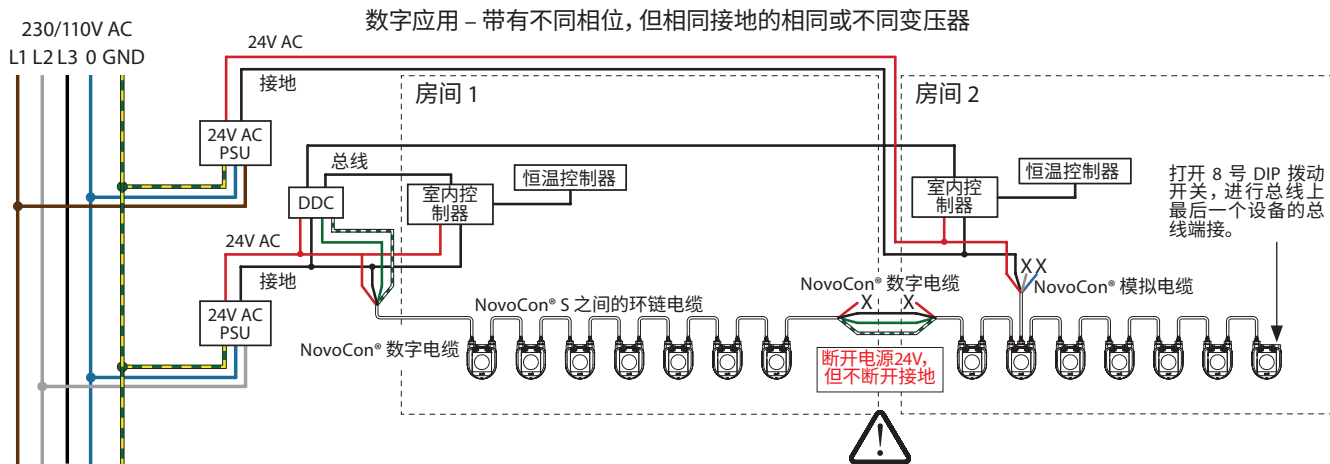 数字应用 – 带有不同相位，但相同接地的相同或不同变压器
230/110V AC
L1 L2 L3 0 GND
24V AC
接地
房间 1
房间 2
24V AC
PSU
总线
恒温控制器
恒温控制器
DDC
室内控
制器
室内控
制器
打开 8 号 DIP 拨动
开关，进行总线上
最后一个设备的总
线端接。
24V AC
接地
X X
NovoCon® 数字电缆
X X
NovoCon® 模拟电缆
NovoCon® S 之间的环链电缆
24V AC
PSU
NovoCon® 数字电缆
断开电源24V，
但不断开接地